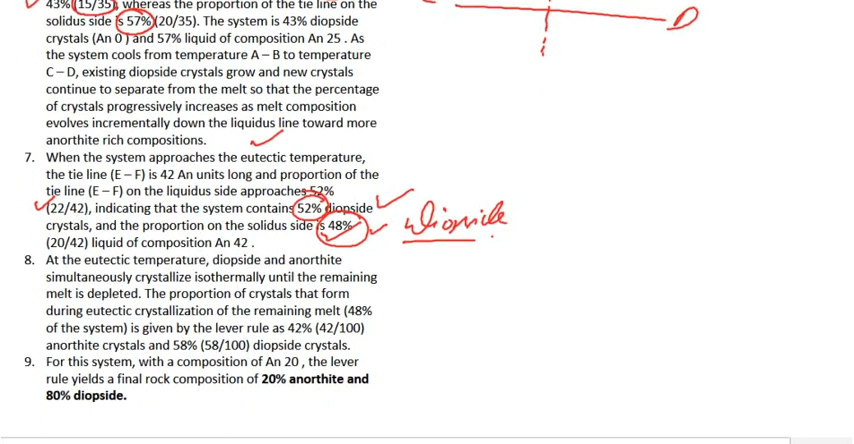 43% (15/35), whereas the proportion of the tie line on the
solidus side is 57% (20/35). The system is 43% diopside
crystals (An 0 ) and 57% liquid of composition An 25 . As
the system cools from temperature A – B to temperature
C – D, existing diopside crystals grow and new crystals
continue to separate from the melt so that the percentage
of crystals progressively increases as melt composition
evolves incrementally down the liquidus line toward more
anorthite rich compositions.
7. When the system approaches the eutectic temperature,
the tie line (E – F) is 42 An units long and proportion of the
tie line (E – F) on the liquidus side approaches 52%
(22/42), indicating that the system contains 52% diopside
crystals, and the proportion on the solidus side is 48%
(20/42) liquid of composition An 42 .
8. At the eutectic temperature, diopside and anorthite
simultaneously crystallize isothermally until the remaining
melt is depleted. The proportion of crystals that form
during eutectic crystallization of the remaining melt (48%
of the system) is given by the lever rule as 42% (42/100)
anorthite crystals and 58% (58/100) diopside crystals.
9. For this system, with a composition of An 20 , the lever
rule yields a final rock composition of 20% anorthite and
80% diopside.
D
Diopside